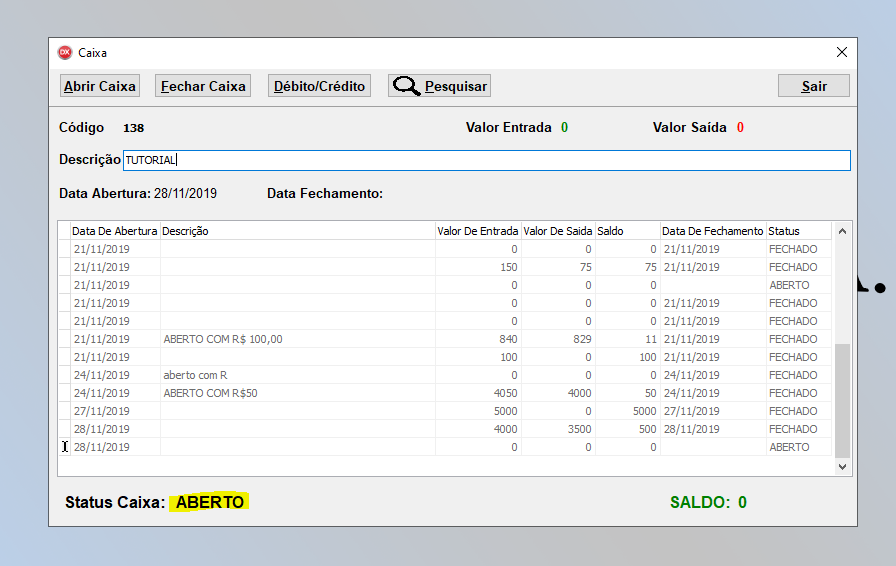 DX Caixa
Abrir Caixa Fechar Caixa Débito/Crédito Pesquisar Sair
Código 138 Valor Entrada 0 Valor Saída 0
Descrição TUTORIAL
Data Abertura: 28/11/2019 Data Fechamento:
Data De Abertura Descrição Valor De Entrada Valor De Saida Saldo Data De Fechamento Status
21/11/2019 0 0 0 21/11/2019 FECHADO
21/11/2019 150 75 75 21/11/2019 FECHADO
21/11/2019 0 0 0 ABERTO
21/11/2019 0 0 0 21/11/2019 FECHADO
21/11/2019 0 0 0 21/11/2019 FECHADO
21/11/2019 ABERTO COM R$ 100,00 840 829 11 21/11/2019 FECHADO
21/11/2019 100 0 100 21/11/2019 FECHADO
24/11/2019 aberto com R 0 0 0 24/11/2019 FECHADO
24/11/2019 ABERTO COM R$50 4050 4000 50 24/11/2019 FECHADO
27/11/2019 5000 0 5000 27/11/2019 FECHADO
28/11/2019 4000 3500 500 28/11/2019 FECHADO
28/11/2019 0 0 0 ABERTO
Status Caixa: ABERTO SALDO: 0